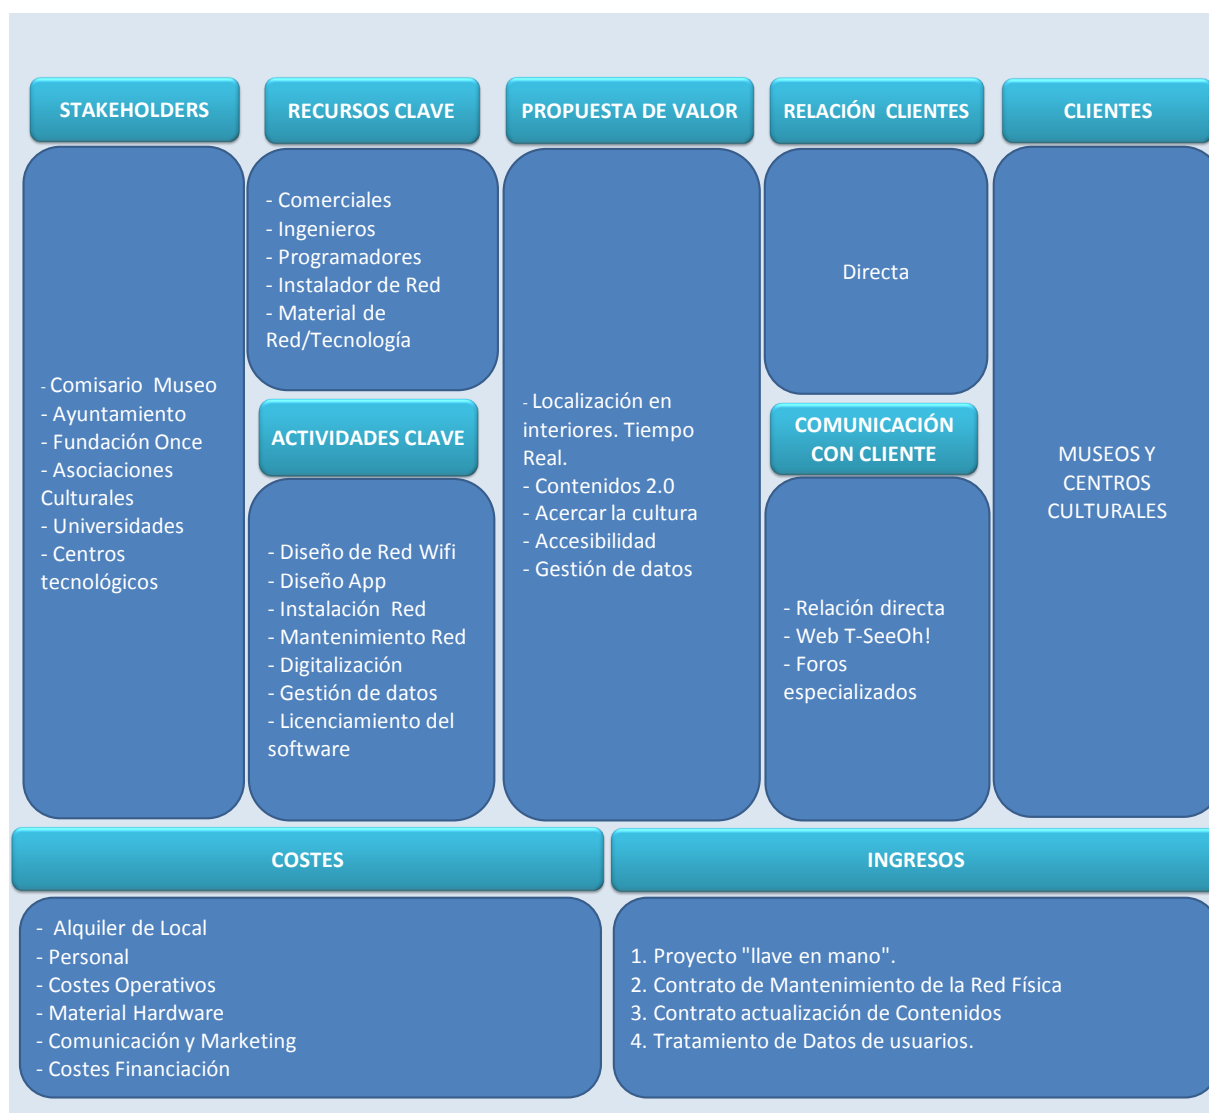 STAKEHOLDERS
- Comisario  Museo
- Ayuntamiento
- Fundación Once
- Asociaciones
Culturales
- Universidades
- Centros
tecnológicos
RECURSOS CLAVE
- Comerciales
- Ingenieros
- Programadores
- Instalador de Red
- Material de
Red/Tecnología
ACTIVIDADES CLAVE
- Diseño de Red Wifi
- Diseño App
- Instalación  Red
- Mantenimiento Red
- Digitalización
- Gestión de datos
- Licenciamiento del
software
PROPUESTA DE VALOR
- Localización en
interiores. Tiempo
Real.
- Contenidos 2.0
- Acercar la cultura
- Accesibilidad
- Gestión de datos
RELACIÓN  CLIENTES
Directa
COMUNICACIÓN
CON CLIENTE
- Relación directa
- Web T-SeeOh!
- Foros
especializados
CLIENTES
MUSEOS Y
CENTROS
CULTURALES
COSTES
-  Alquiler de Local
- Personal
- Costes Operativos
- Material Hardware
- Comunicación y Marketing
- Costes Financiación
INGRESOS
1. Proyecto "llave en mano".
2. Contrato de Mantenimiento de la Red Física
3. Contrato actualización de Contenidos
4. Tratamiento de Datos de usuarios.